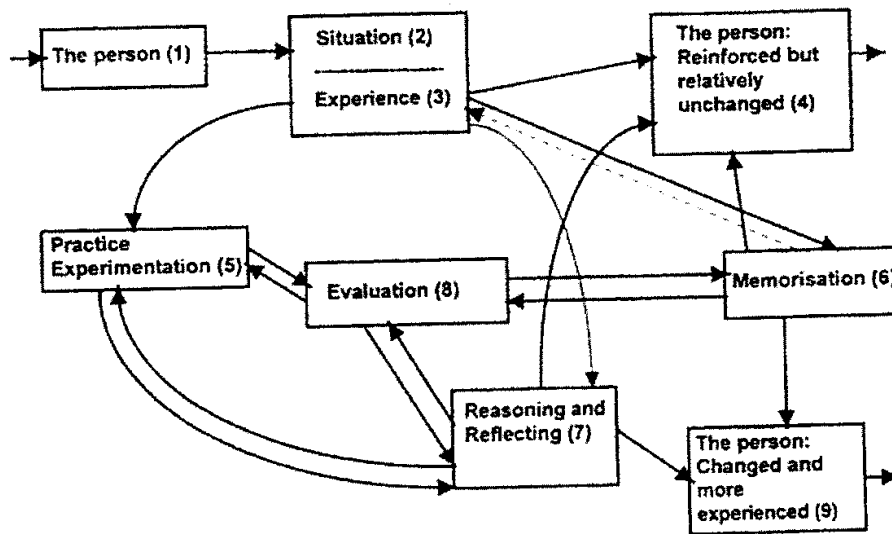 The person (1)
Situation (2)
Experience (3)
The person:
Reinforced but
relatively
unchanged (4)
Practice
Experimentation (5)
Evaluation (8)
Memorisation (6)
Reasoning and
Reflecting (7)
The person:
Changed and
more
experienced (9)